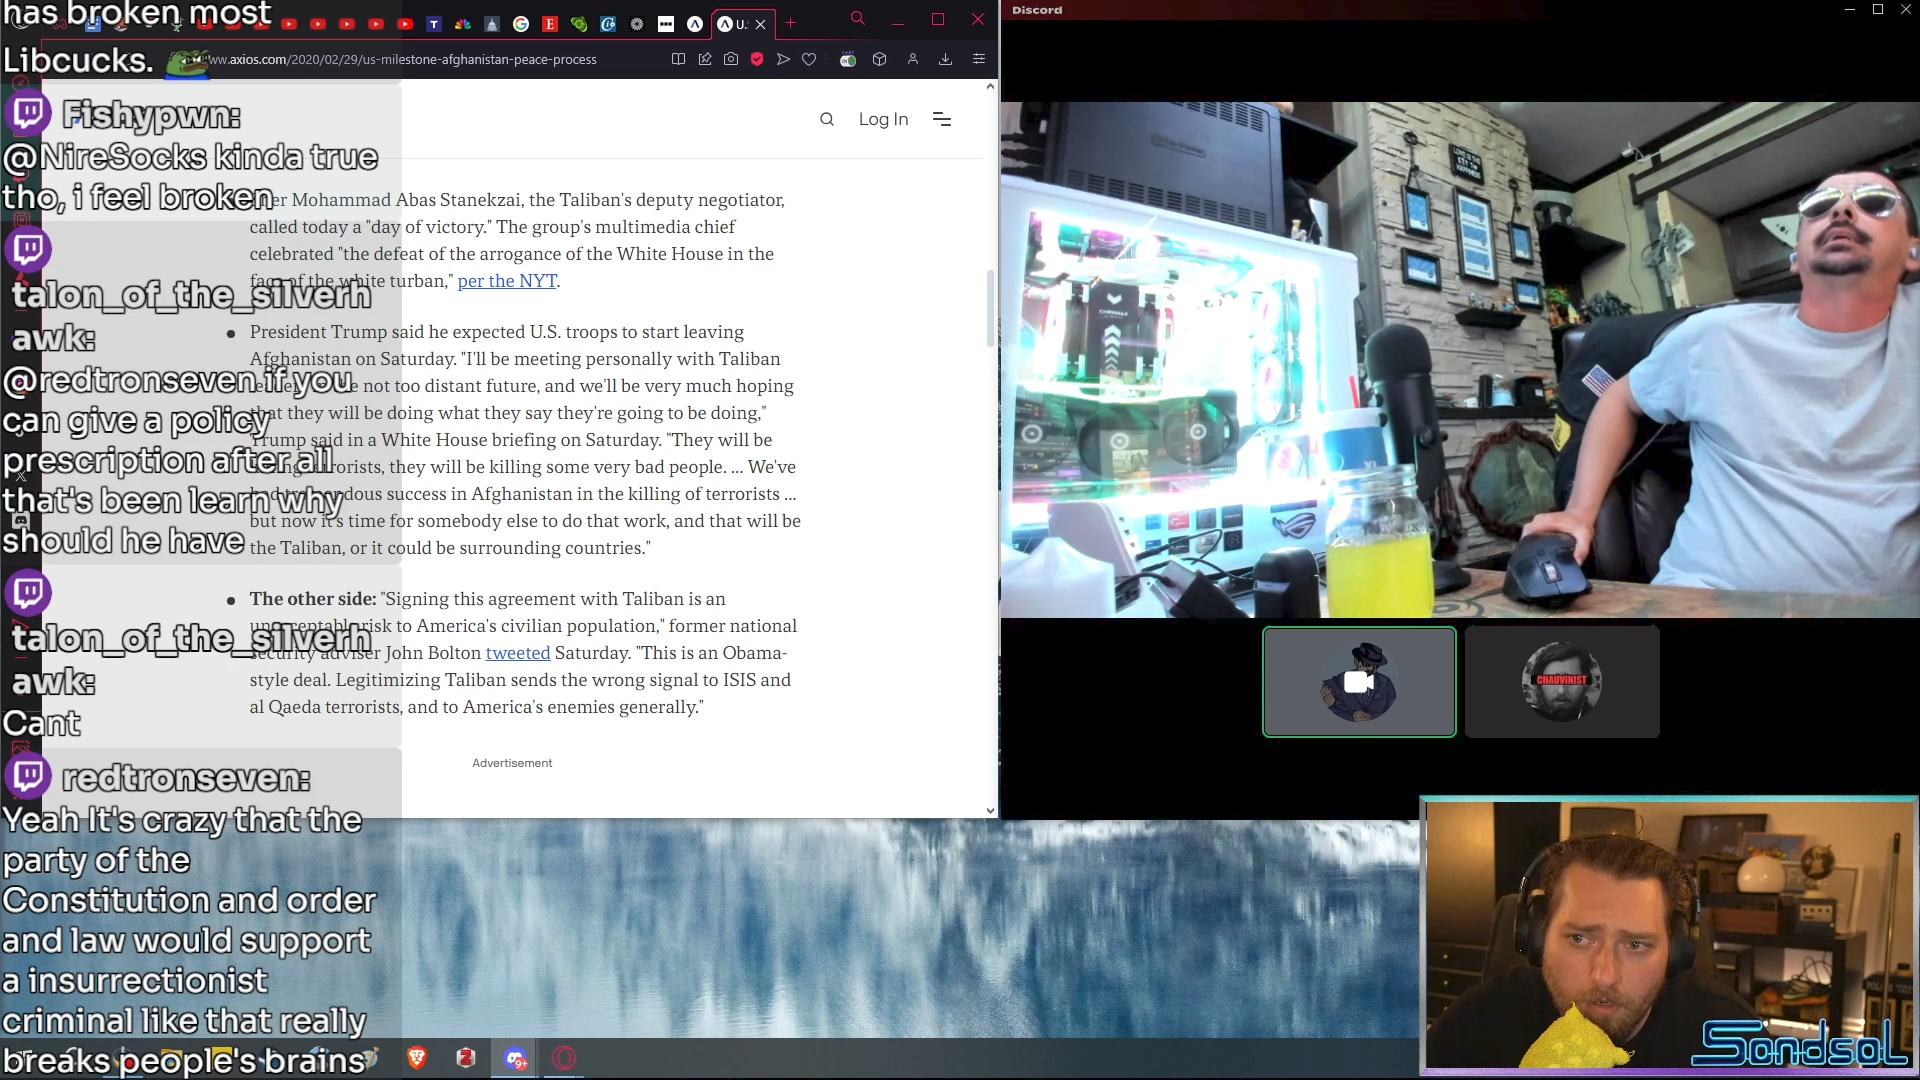 has broken most
Libcucks.
Fishypwn:
@NireSocks kinda true
tho, i feel broken
talon_of_the_silverh
awk:
@redtronseven if you
can give a policy
prescription after all
that's been learn why
should he have
talon_of_the_silverh
awk:
Cant
redtronseven:
Yeah It's crazy that the
party of the
Constitution and order
and law would support
a insurrectionist
criminal like that really
breaks people's brains
U.
w.axios.com/2020/02/29/us-milestone-afghanistan-peace-process
Log In
Mohammad Abas Stanekzai, the Taliban's deputy negotiator,
called today a "day of victory." The group's multimedia chief
celebrated "the defeat of the arrogance of the White House in the
face of the white turban," per the NYT.
President Trump said he expected U.S. troops to start leaving
Afghanistan on Saturday. "I'll be meeting personally with Taliban
not too distant future, and we'll be very much hoping
that they will be doing what they say they're going to be doing,"
Trump said in a White House briefing on Saturday. "They will be
terrorists, they will be killing some very bad people. ... We've
had tremendous success in Afghanistan in the killing of terrorists ...
but now it's time for somebody else to do that work, and that will be
the Taliban, or it could be surrounding countries."
The other side: "Signing this agreement with Taliban is an
unacceptable risk to America's civilian population," former national
security adviser John Bolton tweeted Saturday. "This is an Obama-
style deal. Legitimizing Taliban sends the wrong signal to ISIS and
al Qaeda terrorists, and to America's enemies generally."
Advertisement
Discord
CHROMAX
XL
CHAUVINIST
9+
Sondsol